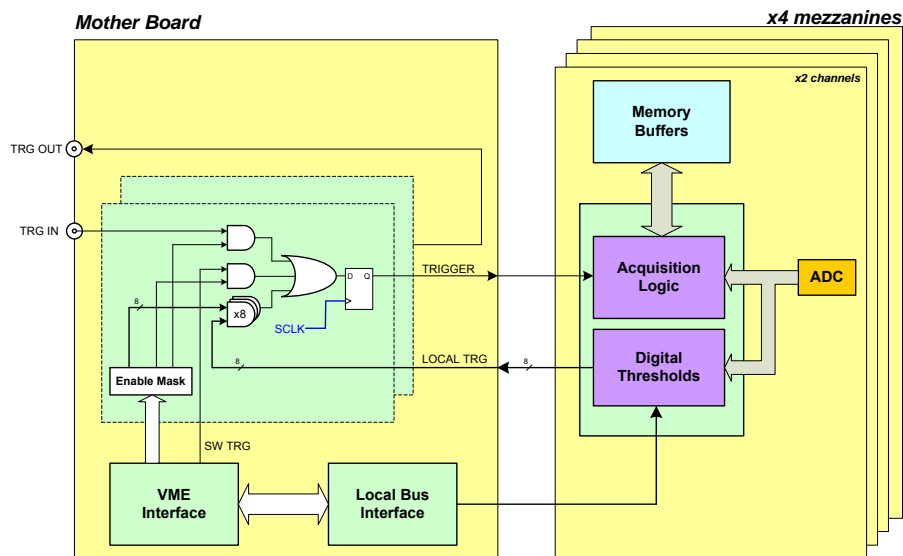 Mother Board
x4 mezzanines
x2 channels
Memory
Buffers
TRG OUT
TRG IN
D Q
TRIGGER
Acquisition
Logic
ADC
8
x8
SCLK
8
LOCAL TRG
8
Digital
Thresholds
Enable Mask
SW TRG
VME
Interface
Local Bus
Interface